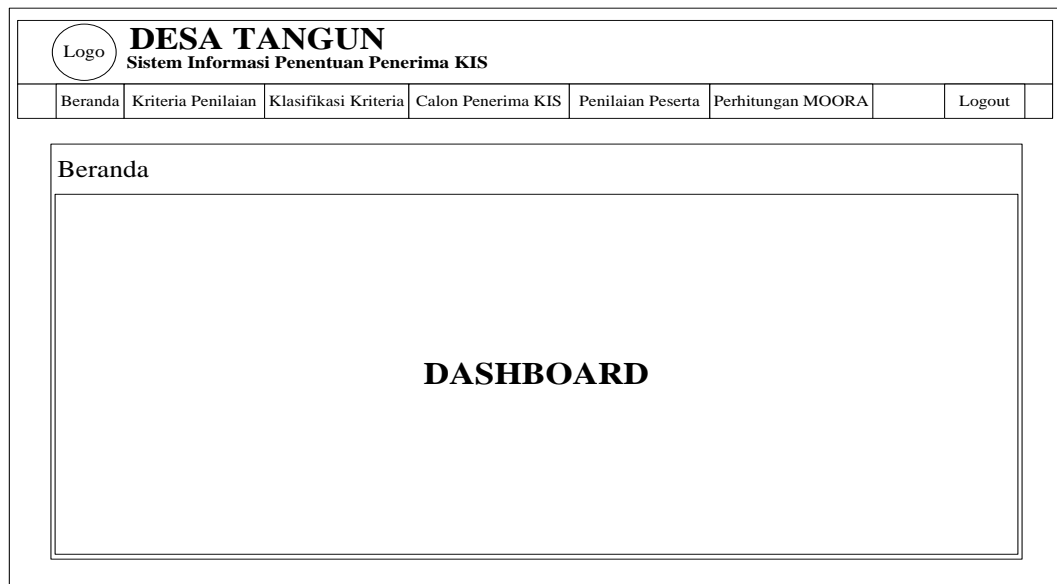 Logo
DESA TANGUN
Sistem Informasi Penentuan Penerima KIS
Beranda Kriteria Penilaian Klasifikasi Kriteria Calon Penerima KIS Penilaian Peserta Perhitungan MOORA Logout
Beranda
DASHBOARD